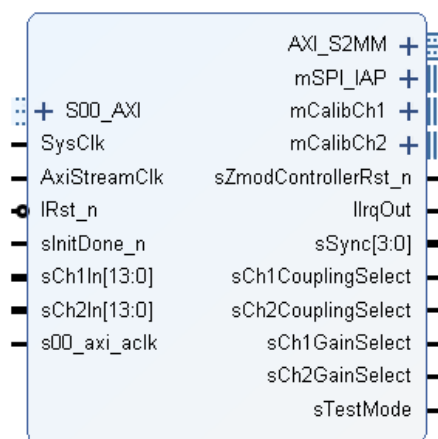 AXI_S2MM
mSPI_IAP
S00_AXI
mCalibCh1
SysClk
mCalibCh2
AxiStreamClk
sZmodControllerRst_n
lRst_n
lIrqOut
sInitDone_n
sSync[3:0]
sCh1In[13:0]
sCh1CouplingSelect
sCh2In[13:0]
sCh2CouplingSelect
s00_axi_aclk
sCh1GainSelect
sCh2GainSelect
sTestMode